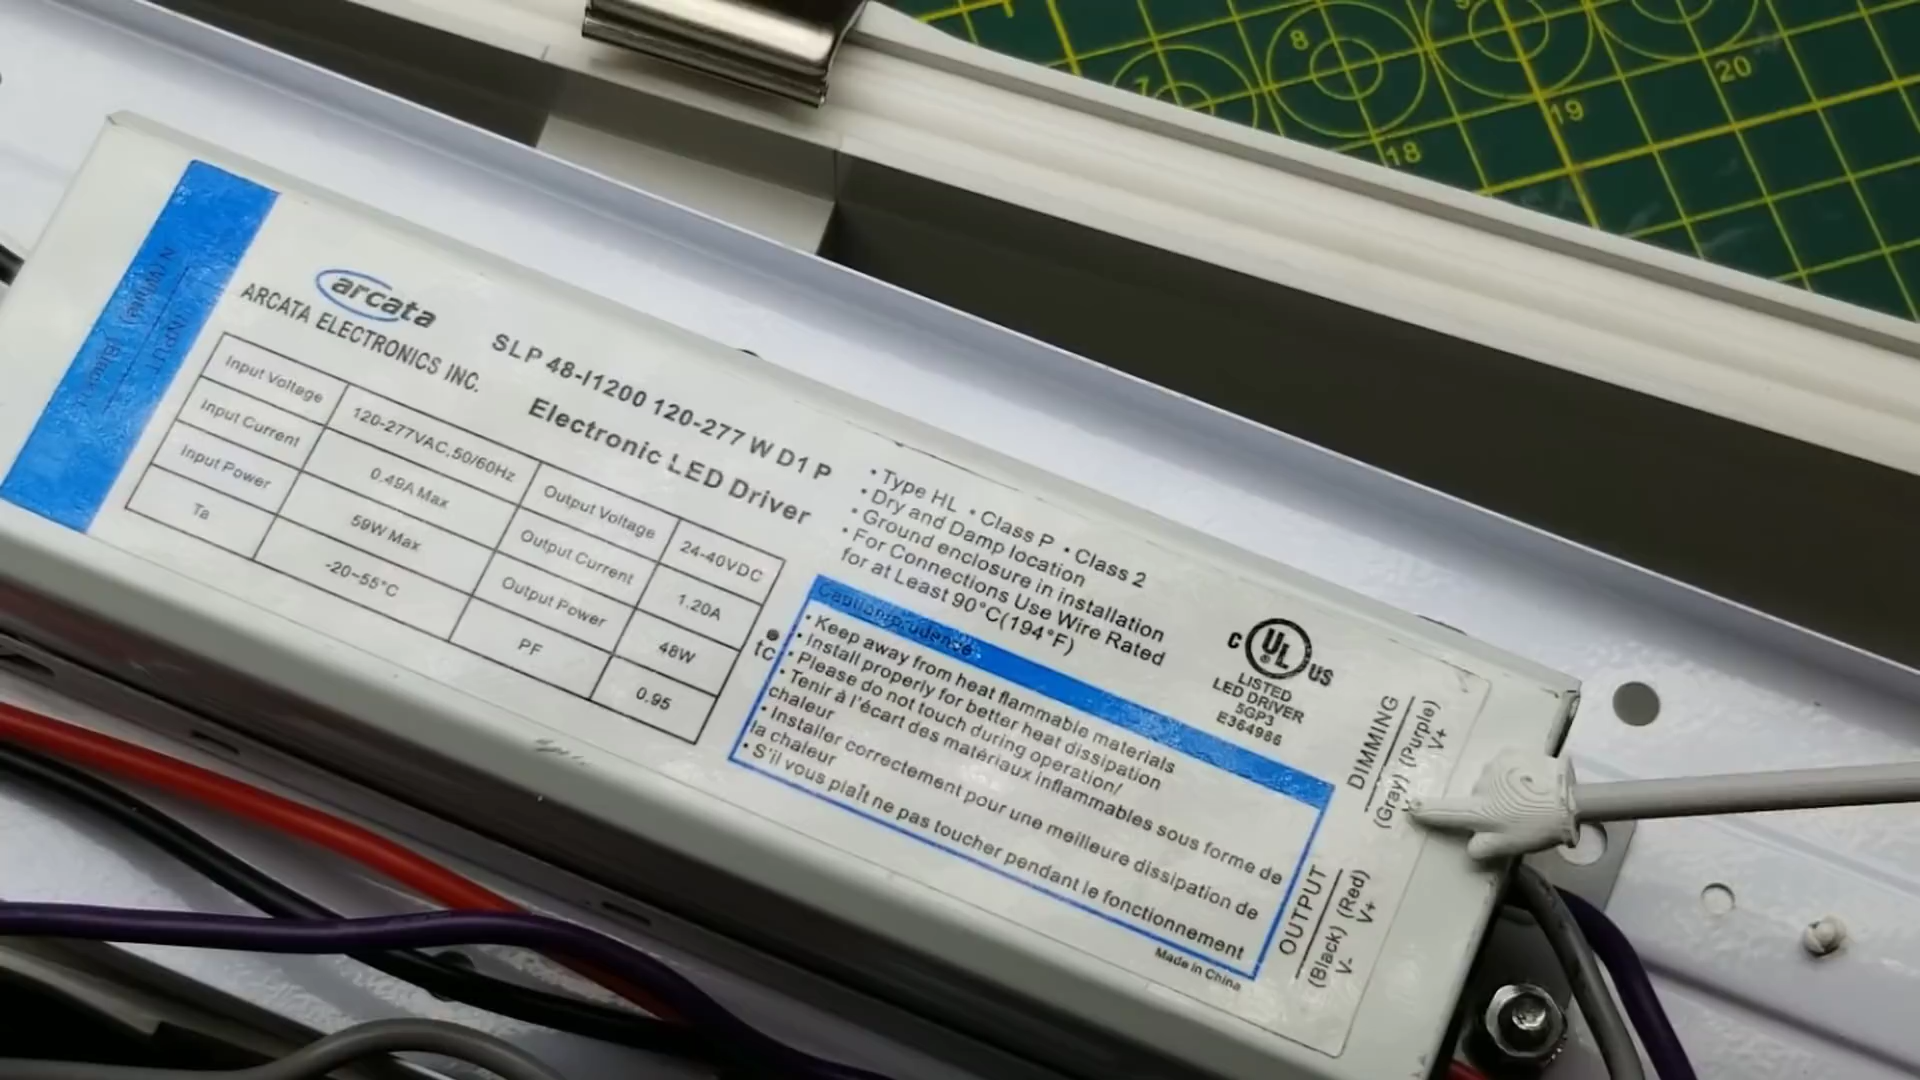 8
7
9
20
19
18
arcata
ARCATA ELECTRONICS INC.
SLP 48-I1200 120-277 W D1 P
Electronic LED Driver
N (White)
(Black)
INPUT
Input Voltage 120-277VAC,50/60Hz Output Voltage 24-40VDC
Input Current 0.49A Max Output Current 1.20A
Input Power 59W Max Output Power 48W
Ta -20~55°C PF 0.95
tc
• Type HL • Class P • Class 2
• Dry and Damp location
• Ground enclosure in installation
• For Connections Use Wire Rated
for at Least 90°C(194°F)
Caution/prudence
• Keep away from heat flammable materials
• Install properly for better heat dissipation
• Please do not touch during operation/
• Tenir à l'écart des matériaux inflammables sous forme de
chaleur
• Installer correctement pour une meilleure dissipation de
la chaleur
• S'il vous plaît ne pas toucher pendant le fonctionnement
Made in China
C UL US
LISTED
LED DRIVER
5GP3
E364986
DIMMING
(Gray) (Purple)
V+
OUTPUT
(Black) (Red)
V- V+